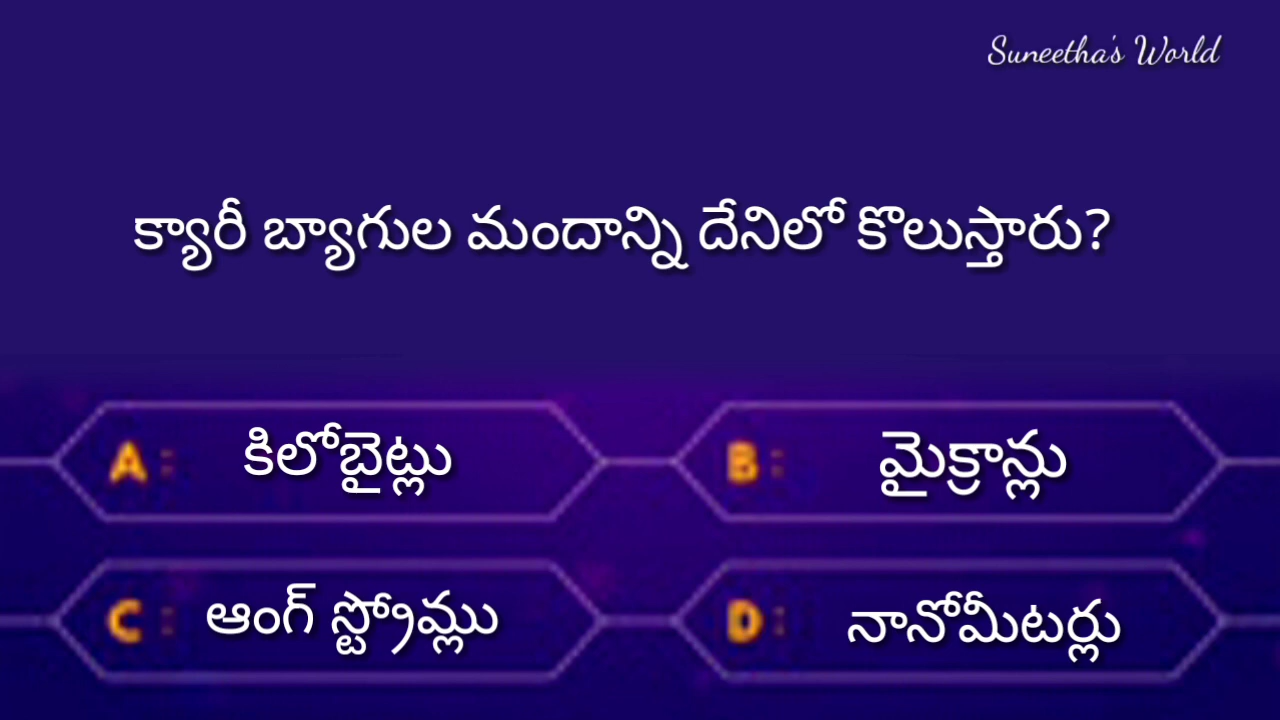 Suneetha's World
క్యారీ బ్యాగుల మందాన్ని దేనిలో కొలుస్తారు?
A : కిలోబైట్లు
B : మైక్రాన్లు
C : ఆంగ్ స్ట్రోమ్లు
D : నానోమీటర్లు